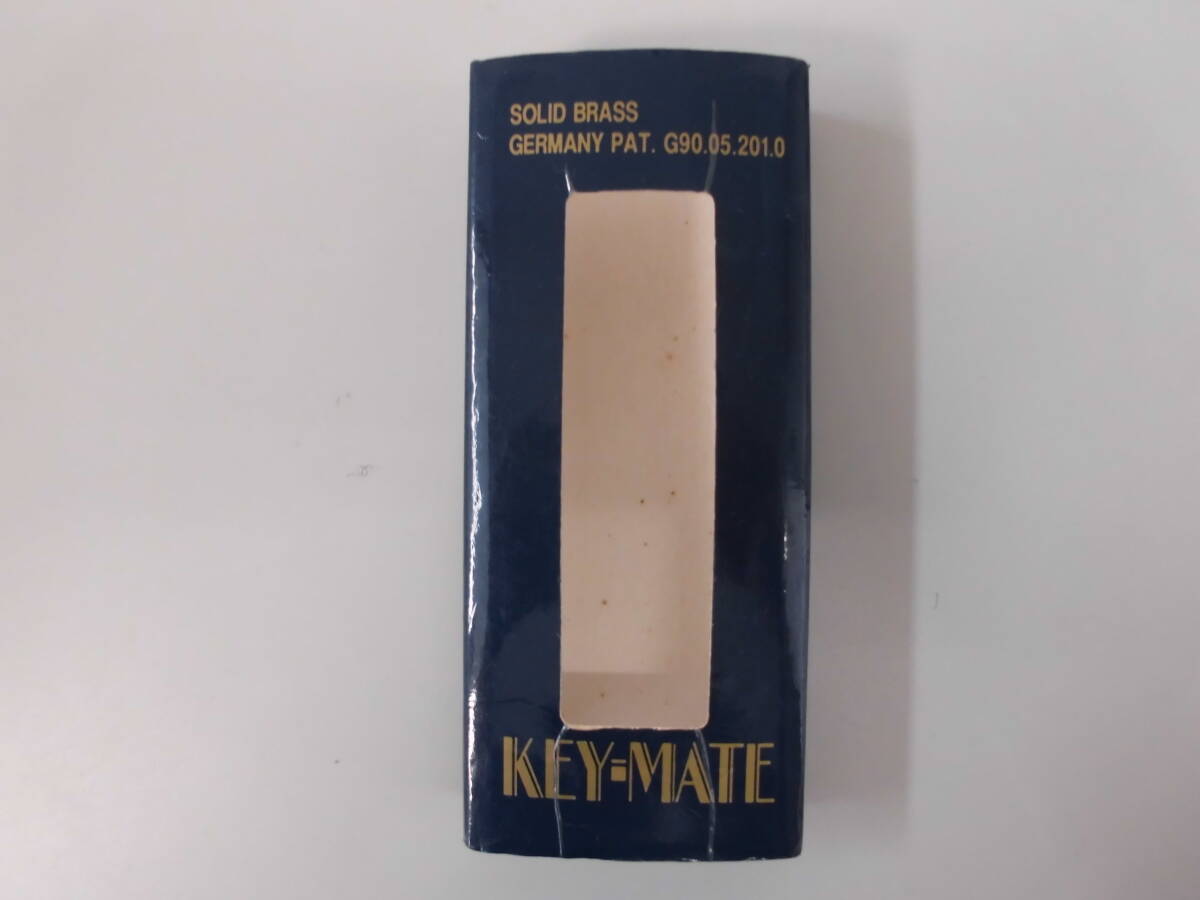 SOLID BRASS
GERMANY PAT. G90.05.201.0
KEY-MATE